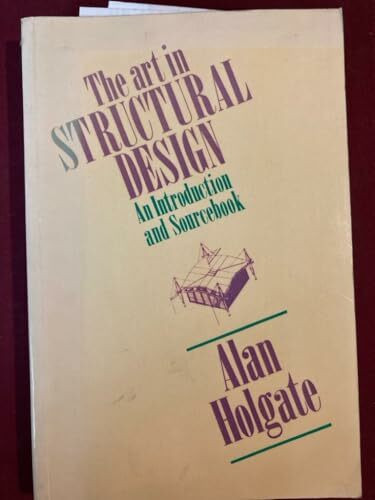 The art in
STRUCTURAL
DESIGN
An Introduction
and Sourcebook
Alan
Holgate